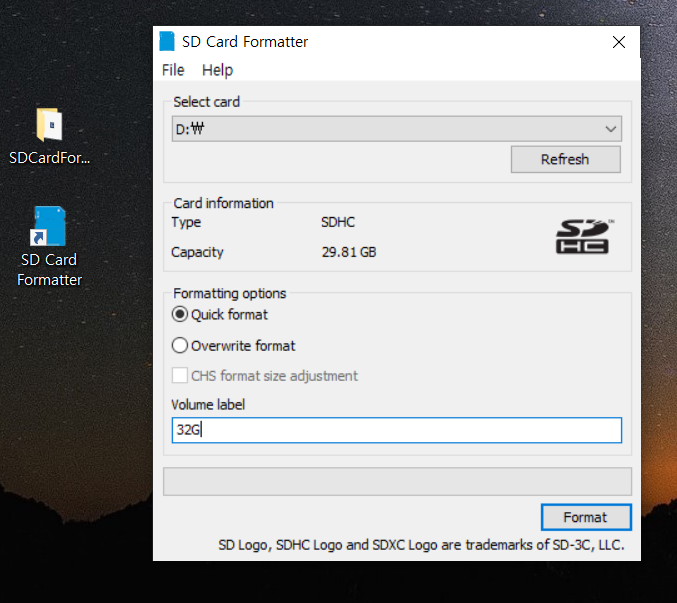 SD Card Formatter
File Help
SDCardFor...
SD Card
Formatter
Select card
D:₩
Refresh
Card information
Type SDHC
Capacity 29.81 GB
SD
HC
Formatting options
Quick format
Overwrite format
CHS format size adjustment
Volume label
32G
Format
SD Logo, SDHC Logo and SDXC Logo are trademarks of SD-3C, LLC.